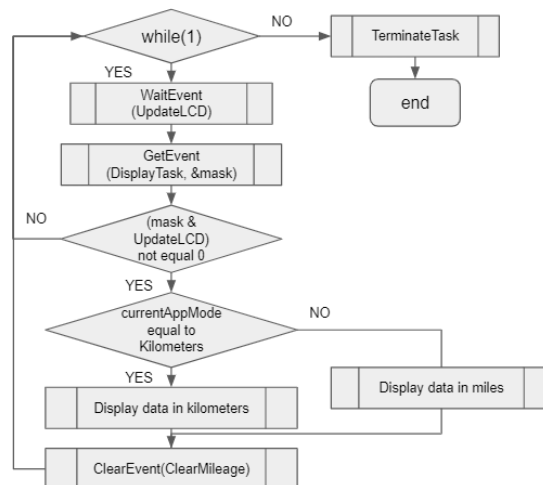 while(1)
NO
TerminateTask
YES
end
WaitEvent
(UpdateLCD)
GetEvent
(DisplayTask, &mask)
NO
(mask &
UpdateLCD)
not equal 0
YES
currentAppMode
equal to
Kilometers
NO
YES
Display data in kilometers
Display data in miles
ClearEvent(ClearMileage)